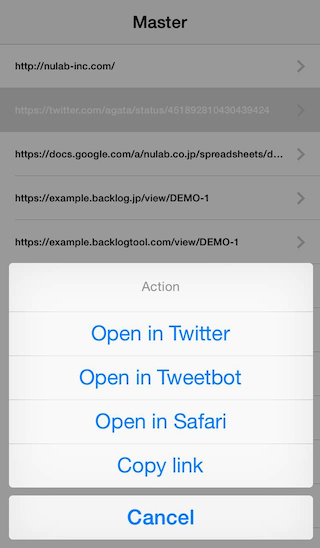 Master
http://nulab-inc.com/
https://twitter.com/agata/status/451892810430439424
https://docs.google.com/a/nulab.co.jp/spreadsheets/d...
https://example.backlog.jp/view/DEMO-1
https://example.backlogtool.com/view/DEMO-1
Action
Open in Twitter
Open in Tweetbot
Open in Safari
Copy link
Cancel